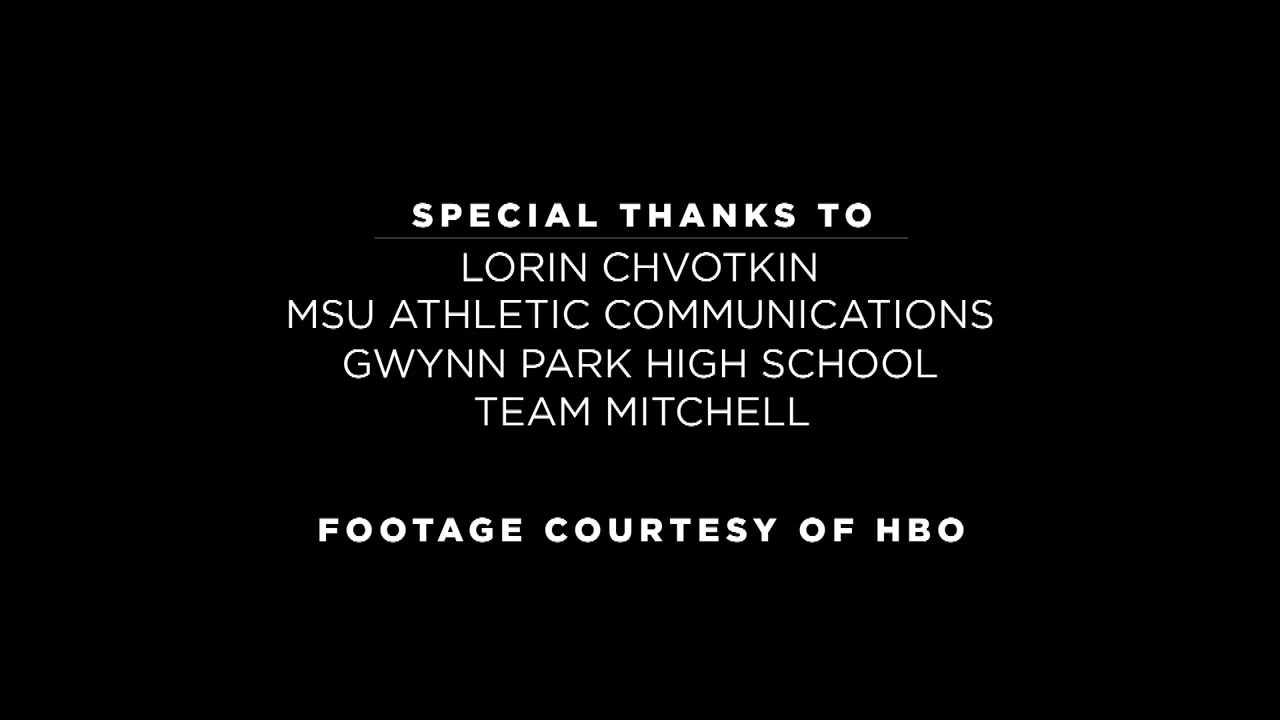 SPECIAL THANKS TO
LORIN CHVOTKIN
MSU ATHLETIC COMMUNICATIONS
GWYNN PARK HIGH SCHOOL
TEAM MITCHELL
FOOTAGE COURTESY OF HBO